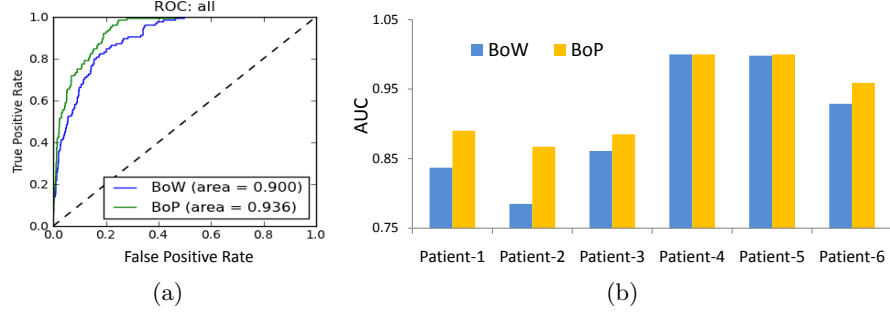 ROC: all
1.0
0.8
0.6
0.4
0.2
0.0
True Positive Rate
BoW (area = 0.900)
BoP (area = 0.936)
0.0 0.2 0.4 0.6 0.8 1.0
False Positive Rate
(a)
BoW BoP
1.05
0.95
0.85
0.75
AUC
Patient-1 Patient-2 Patient-3 Patient-4 Patient-5 Patient-6
(b)